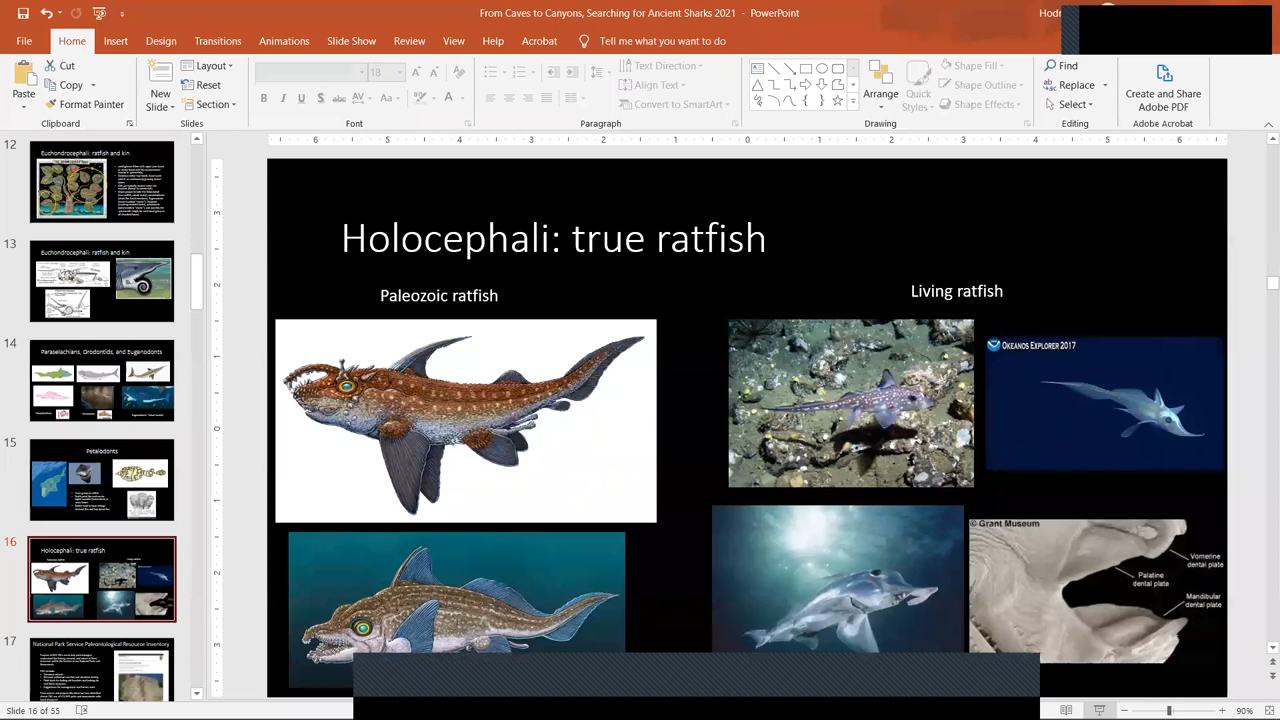 From Caves to Canyons, Searching for Ancient Sharks 2021 - PowerPoint
File Home Insert Design Transitions Animations Slide Show Review View Help Acrobat Tell me what you want to do
Paste
Cut
Copy
Format Painter
Clipboard
New Slide
Layout
Reset
Section
Slides
18
Font
Text Direction
Align Text
Convert to SmartArt
Paragraph
Arrange
Quick Styles
Shape Fill
Shape Outline
Shape Effects
Drawing
Find
Replace
Select
Editing
Create and Share
Adobe PDF
Adobe Acrobat
12
Euchondrocephali: ratfish and kin
13
Euchondrocephali: ratfish and kin
14
Paraselachians, Orodontids, and Eugenodonts
15
Petalodonts
16
Holocephali: true ratfish
17
National Park Service Paleontological Resource Inventory
Holocephali: true ratfish
Paleozoic ratfish
Living ratfish
OKEANOS EXPLORER 2017
© Grant Museum
Vomerine
dental plate
Palatine
dental plate
Mandibular
dental plate
Slide 16 of 55
90%